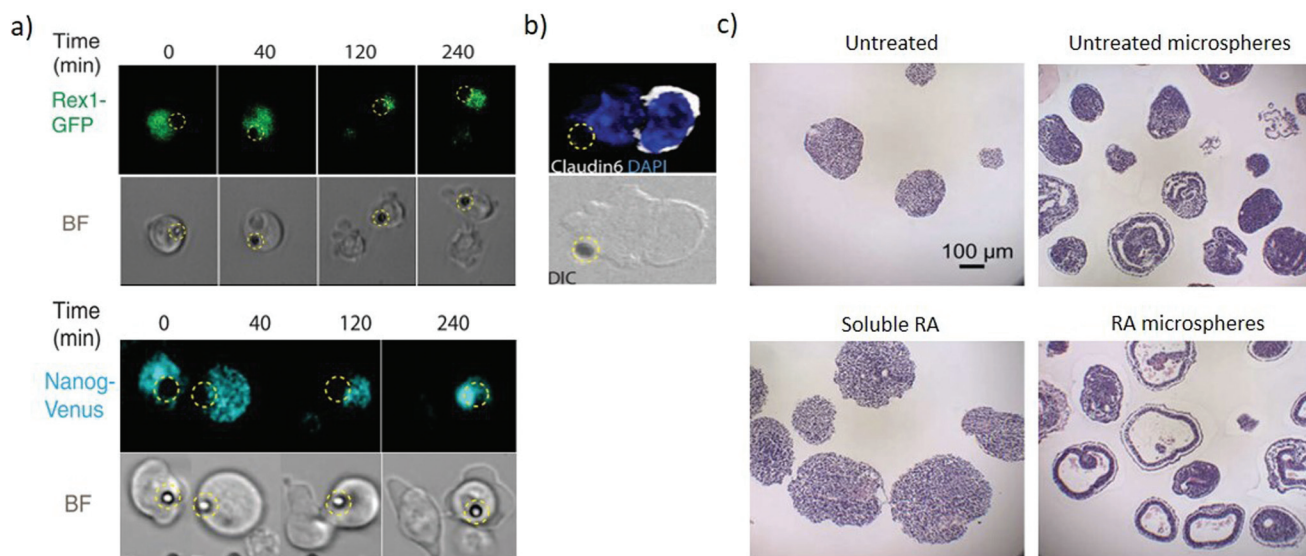 a)
Time
(min)
0 40 120 240
Rex1-
GFP
BF
Time
(min)
0 40 120 240
Nanog-
Venus
BF
b)
Claudin6 DAPI
DIC
c)
Untreated
Untreated microspheres
100 µm
Soluble RA
RA microspheres